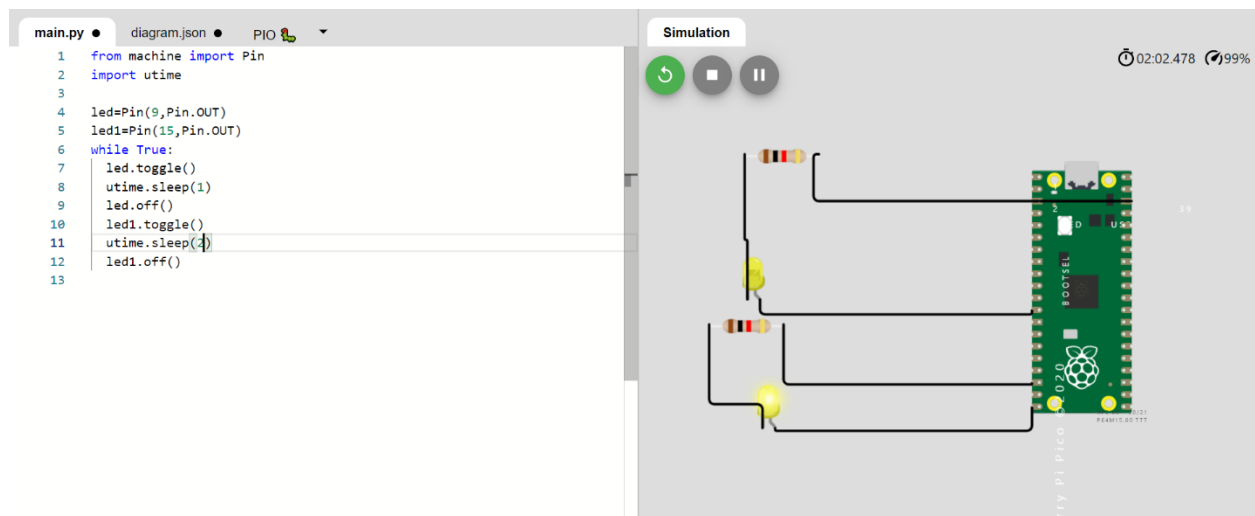 main.py ● diagram.json ● PIO
1 from machine import Pin
2 import utime
3
4 led=Pin(9,Pin.OUT)
5 led1=Pin(15,Pin.OUT)
6 while True:
7 led.toggle()
8 utime.sleep(1)
9 led.off()
10 led1.toggle()
11 utime.sleep(2)
12 led1.off()
13
Simulation
02:02.478 99%
2
BOOTSEL
Pi Pico ©2020